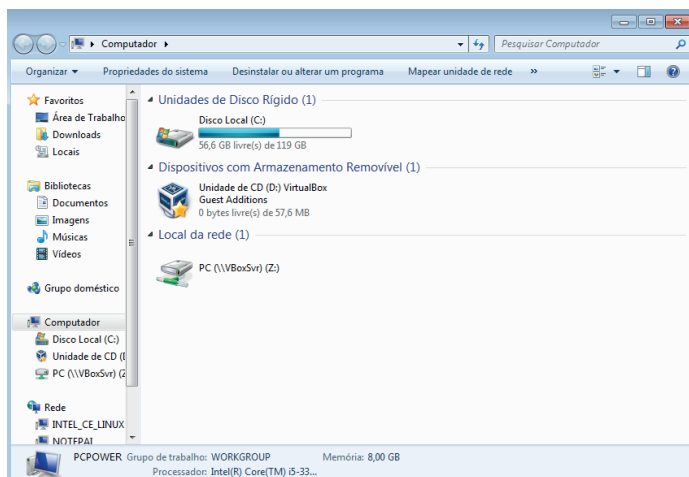 Computador
Pesquisar Computador
Organizar Propriedades do sistema Desinstalar ou alterar um programa Mapear unidade de rede »
Favoritos
Área de Trabalho
Downloads
Locais
Bibliotecas
Documentos
Imagens
Músicas
Vídeos
Grupo doméstico
Computador
Disco Local (C:)
Unidade de CD (
PC (\\VBoxSvr) (Z
Rede
INTEL_CE_LINUX
NOTEPAI
Unidades de Disco Rígido (1)
Disco Local (C:)
56,6 GB livre(s) de 119 GB
Dispositivos com Armazenamento Removível (1)
Unidade de CD (D:) VirtualBox
Guest Additions
0 bytes livre(s) de 57,6 MB
Local da rede (1)
PC (\\VBoxSvr) (Z:)
PCPOWER Grupo de trabalho: WORKGROUP Memória: 8,00 GB
Processador: Intel(R) Core(TM) i5-33...